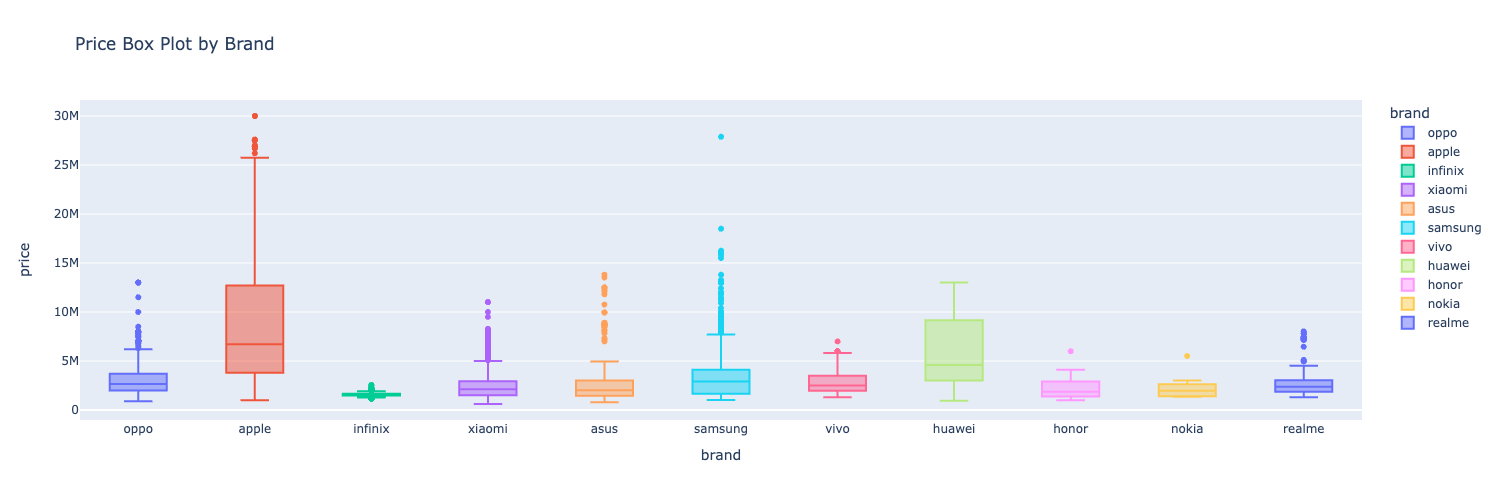 Price Box Plot by Brand
30M
25M
20M
15M
10M
5M
0
price
oppo
apple
infinix
xiaomi
asus
samsung
vivo
huawei
honor
nokia
realme
brand
brand
oppo
apple
infinix
xiaomi
asus
samsung
vivo
huawei
honor
nokia
realme